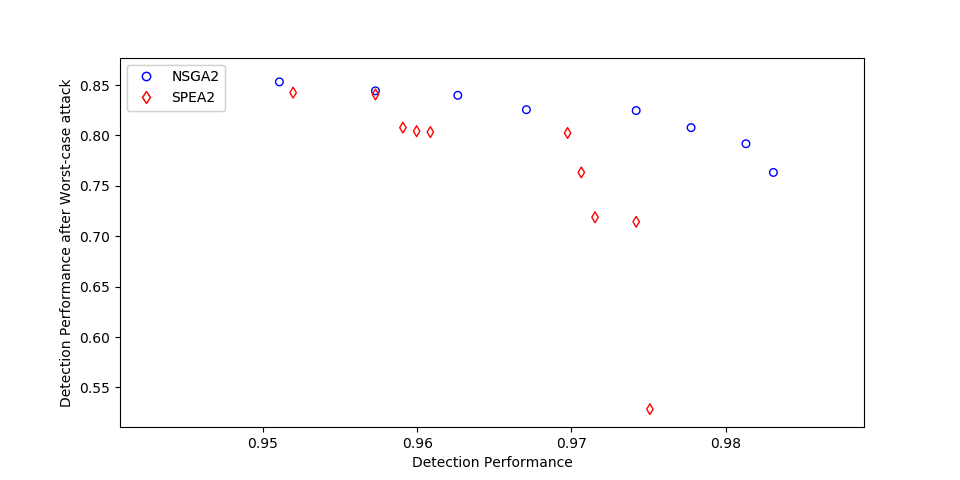 NSGA2
SPEA2
0.85
0.80
0.75
0.70
0.65
0.60
0.55
Detection Performance after Worst-case attack
0.95 0.96 0.97 0.98
Detection Performance